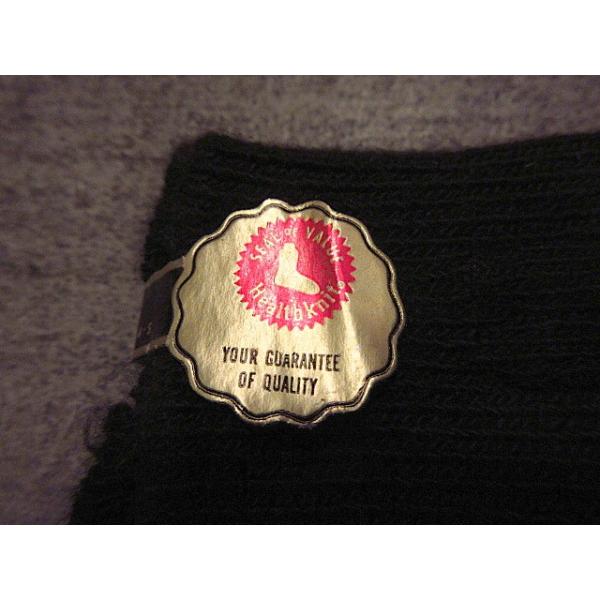 SEAL of VALUE
Healthknit
YOUR GUARANTEE
OF QUALITY